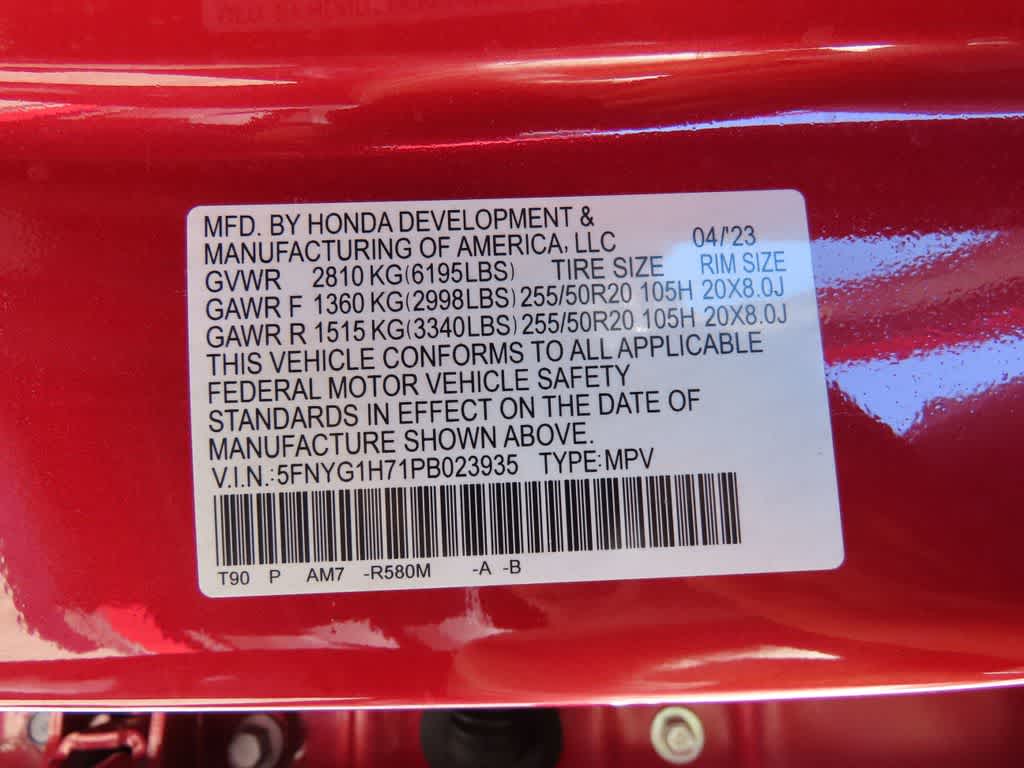 MFD. BY HONDA DEVELOPMENT &
MANUFACTURING OF AMERICA, LLC 04/'23
GVWR 2810 KG(6195LBS) TIRE SIZE RIM SIZE
GAWR F 1360 KG(2998LBS) 255/50R20 105H 20X8.0J
GAWR R 1515 KG(3340LBS) 255/50R20 105H 20X8.0J
THIS VEHICLE CONFORMS TO ALL APPLICABLE
FEDERAL MOTOR VEHICLE SAFETY
STANDARDS IN EFFECT ON THE DATE OF
MANUFACTURE SHOWN ABOVE.
V.I.N.:5FNYG1H71PB023935 TYPE:MPV
T90 P AM7 -R580M -A -B